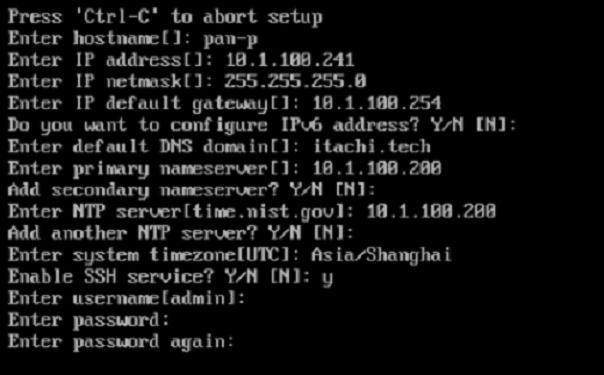 Press 'Ctrl-C' to abort setup
Enter hostname[]: pan-p
Enter IP address[]: 10.1.100.241
Enter IP netmask[]: 255.255.255.0
Enter IP default gateway[]: 10.1.100.254
Do you want to configure IPv6 address? Y/N [N]:
Enter default DNS domain[]: itachi.tech
Enter primary nameserver[]: 10.1.100.200
Add secondary nameserver? Y/N [N]:
Enter NTP server[time.nist.gov]: 10.1.100.200
Add another NTP server? Y/N [N]:
Enter system timezone[UTC]: Asia/Shanghai
Enable SSH service? Y/N [N]: y
Enter username[admin]:
Enter password:
Enter password again: